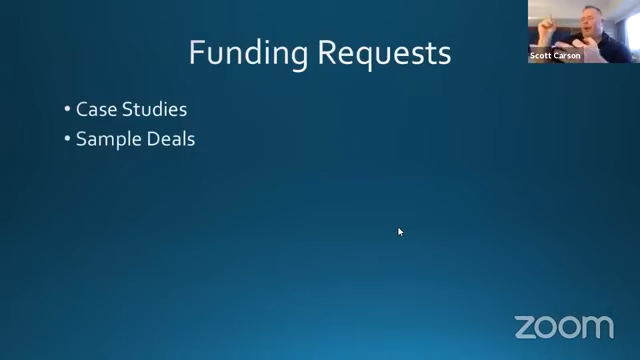 Funding Requests
Scott Carson
• Case Studies
• Sample Deals
zoom